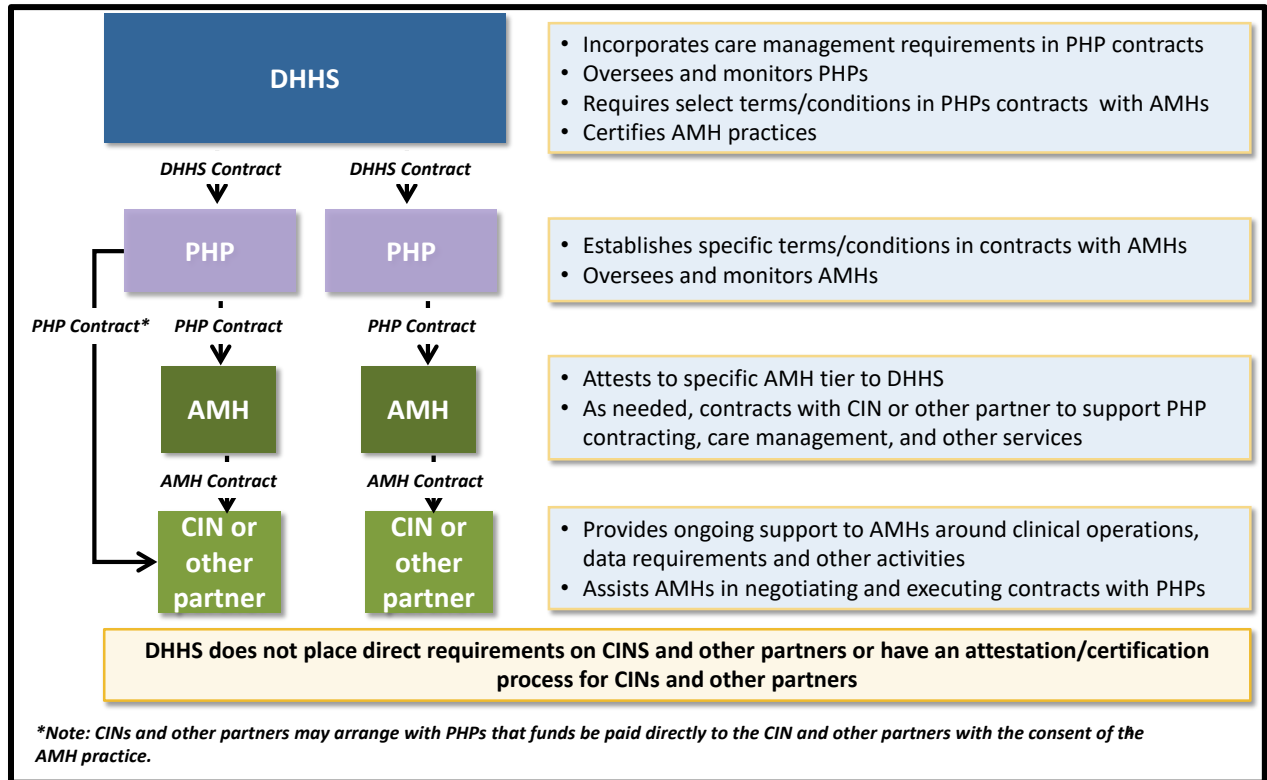 DHHS
• Incorporates care management requirements in PHP contracts
• Oversees and monitors PHPs
• Requires select terms/conditions in PHPs contracts with AMHs
• Certifies AMH practices
DHHS Contract DHHS Contract
PHP PHP
• Establishes specific terms/conditions in contracts with AMHs
• Oversees and monitors AMHs
PHP Contract* PHP Contract PHP Contract
AMH AMH
• Attests to specific AMH tier to DHHS
• As needed, contracts with CIN or other partner to support PHP
contracting, care management, and other services
AMH Contract AMH Contract
CIN or
other
partner
CIN or
other
partner
• Provides ongoing support to AMHs around clinical operations,
data requirements and other activities
• Assists AMHs in negotiating and executing contracts with PHPs
DHHS does not place direct requirements on CINS and other partners or have an attestation/certification
process for CINs and other partners
*Note: CINs and other partners may arrange with PHPs that funds be paid directly to the CIN and other partners with the consent of the
AMH practice.